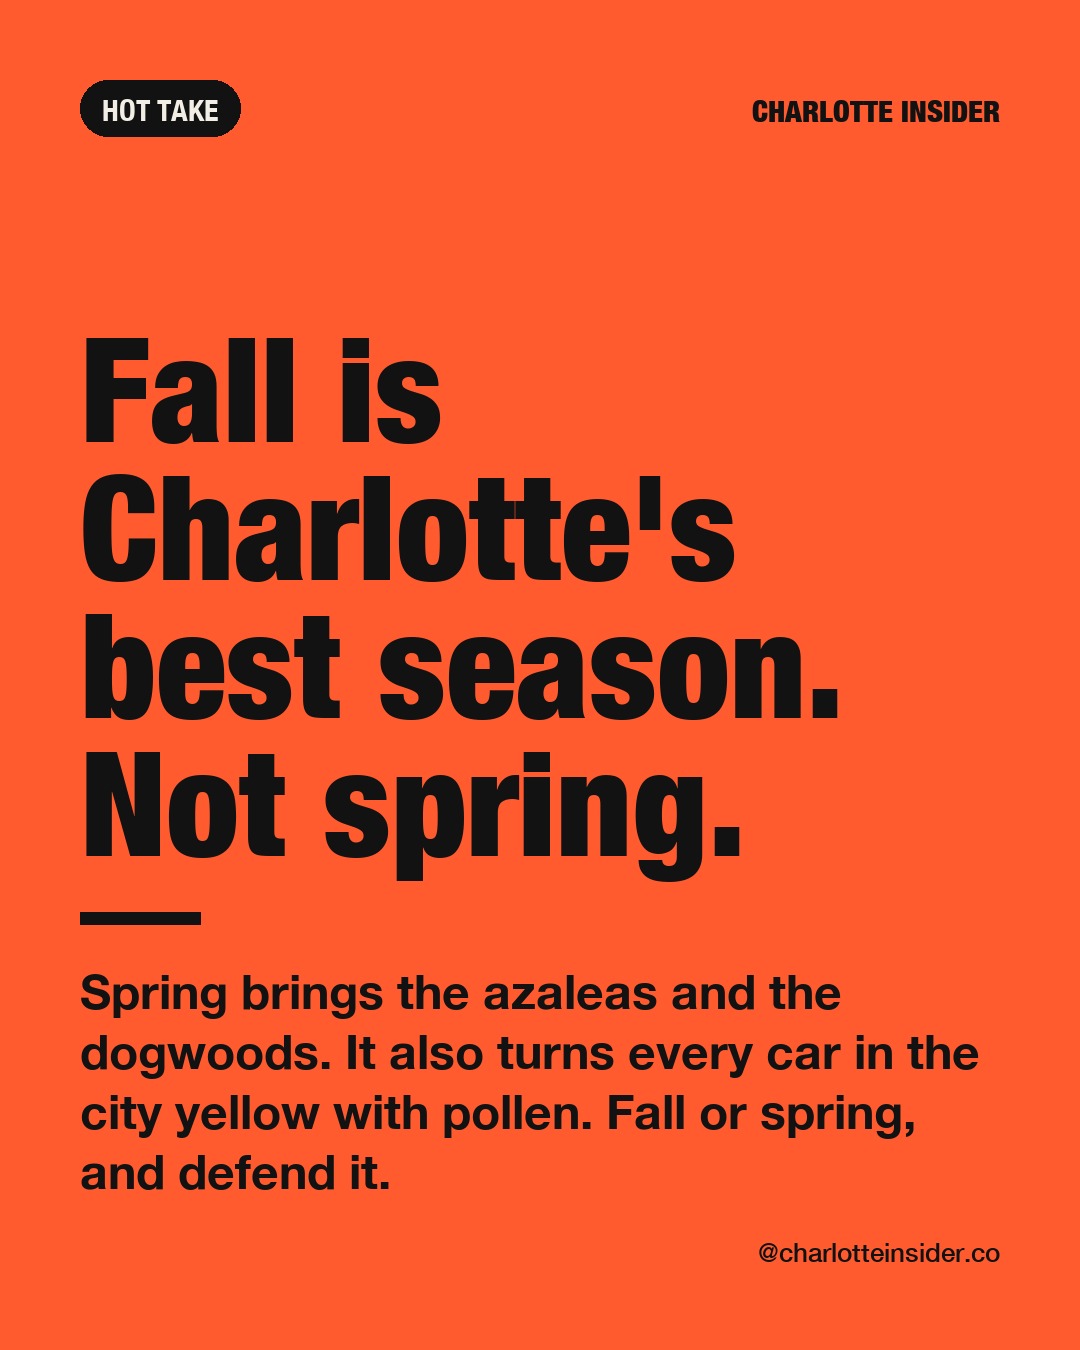 HOT TAKE
CHARLOTTE INSIDER
Fall is
Charlotte's
best season.
Not spring.
Spring brings the azaleas and the
dogwoods. It also turns every car in the
city yellow with pollen. Fall or spring,
and defend it.
@charlotteinsider.co